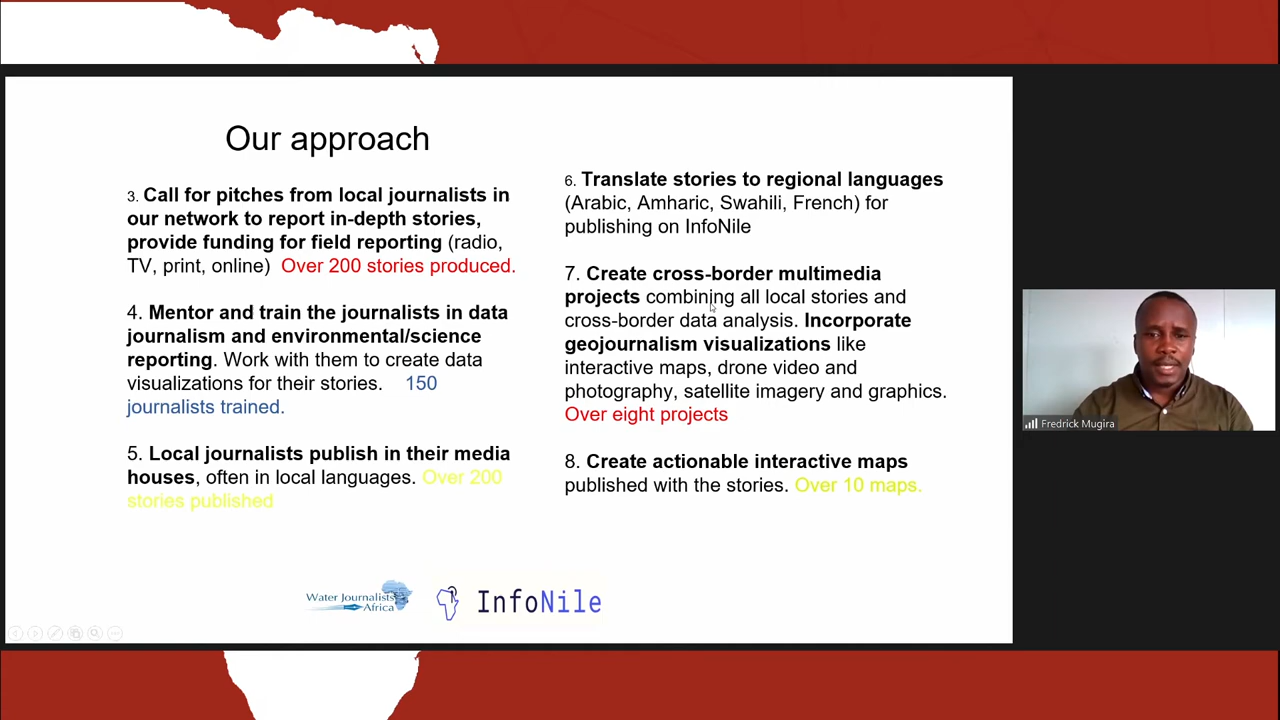 Our approach
3. Call for pitches from local journalists in
our network to report in-depth stories,
provide funding for field reporting (radio,
TV, print, online) Over 200 stories produced.
4. Mentor and train the journalists in data
journalism and environmental/science
reporting. Work with them to create data
visualizations for their stories. 150
journalists trained.
5. Local journalists publish in their media
houses, often in local languages. Over 200
stories published
6. Translate stories to regional languages
(Arabic, Amharic, Swahili, French) for
publishing on InfoNile
7. Create cross-border multimedia
projects combining all local stories and
cross-border data analysis. Incorporate
geojournalism visualizations like
interactive maps, drone video and
photography, satellite imagery and graphics.
Over eight projects
8. Create actionable interactive maps
published with the stories. Over 10 maps.
Water Journalists
Africa
InfoNile
Fredrick Mugira